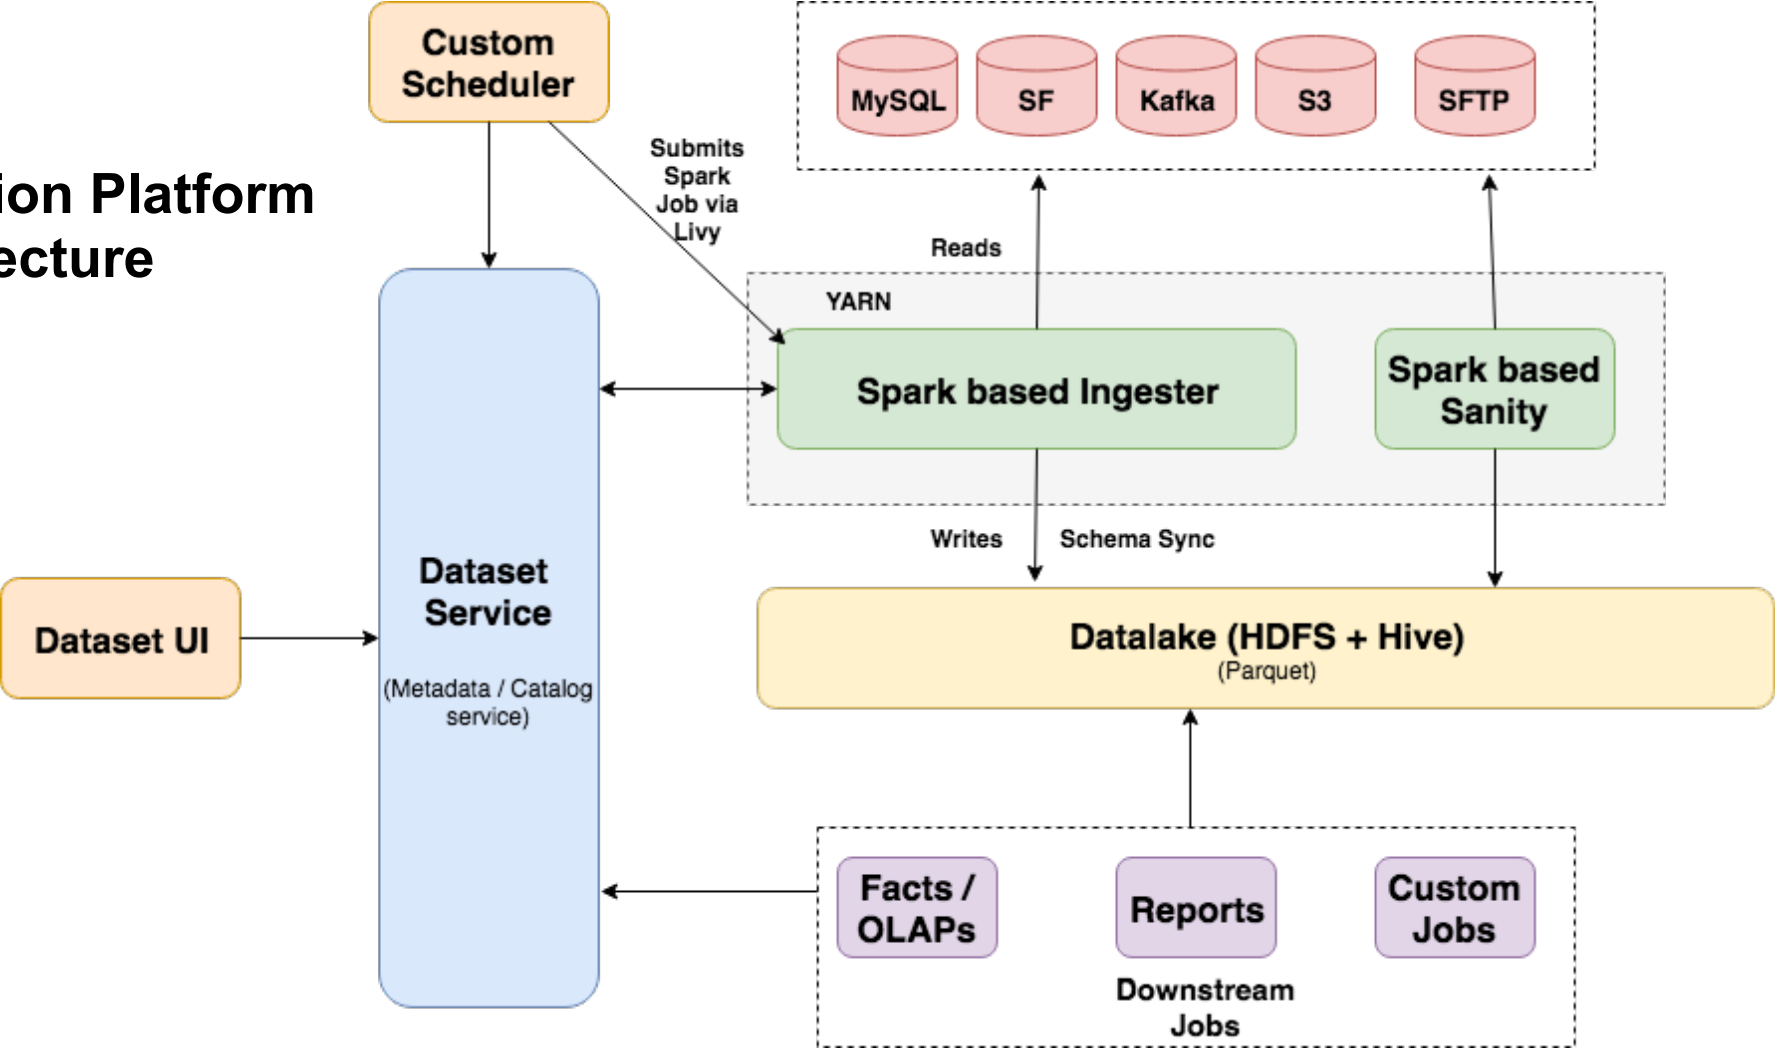 Custom
Scheduler
MySQL
SF
Kafka
S3
SFTP
Submits
Spark
Job via
Livy
ion Platform
ecture
Reads
YARN
Spark based Ingester
Spark based
Sanity
Writes
Schema Sync
Dataset
Service
(Metadata / Catalog
service)
Dataset UI
Datalake (HDFS + Hive)
(Parquet)
Facts /
OLAPs
Reports
Custom
Jobs
Downstream
Jobs